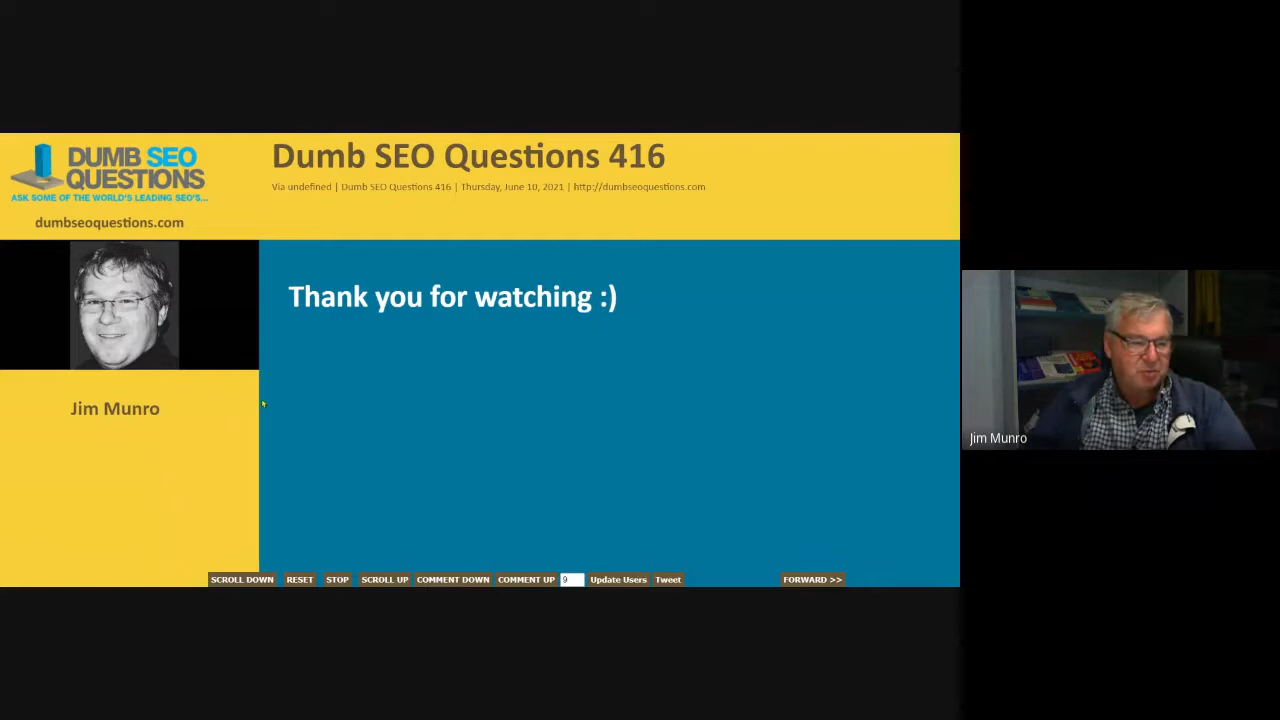 DUMB SEO
QUESTIONS
ASK SOME OF THE WORLD'S LEADING SEO'S...
dumbseoquestions.com
Dumb SEO Questions 416
Via undefined | Dumb SEO Questions 416 | Thursday, June 10, 2021 | http://dumbseoquestions.com
Thank you for watching :)
Jim Munro
Jim Munro
SCROLL DOWN RESET STOP SCROLL UP COMMENT DOWN COMMENT UP 9 Update Users Tweet FORWARD >>